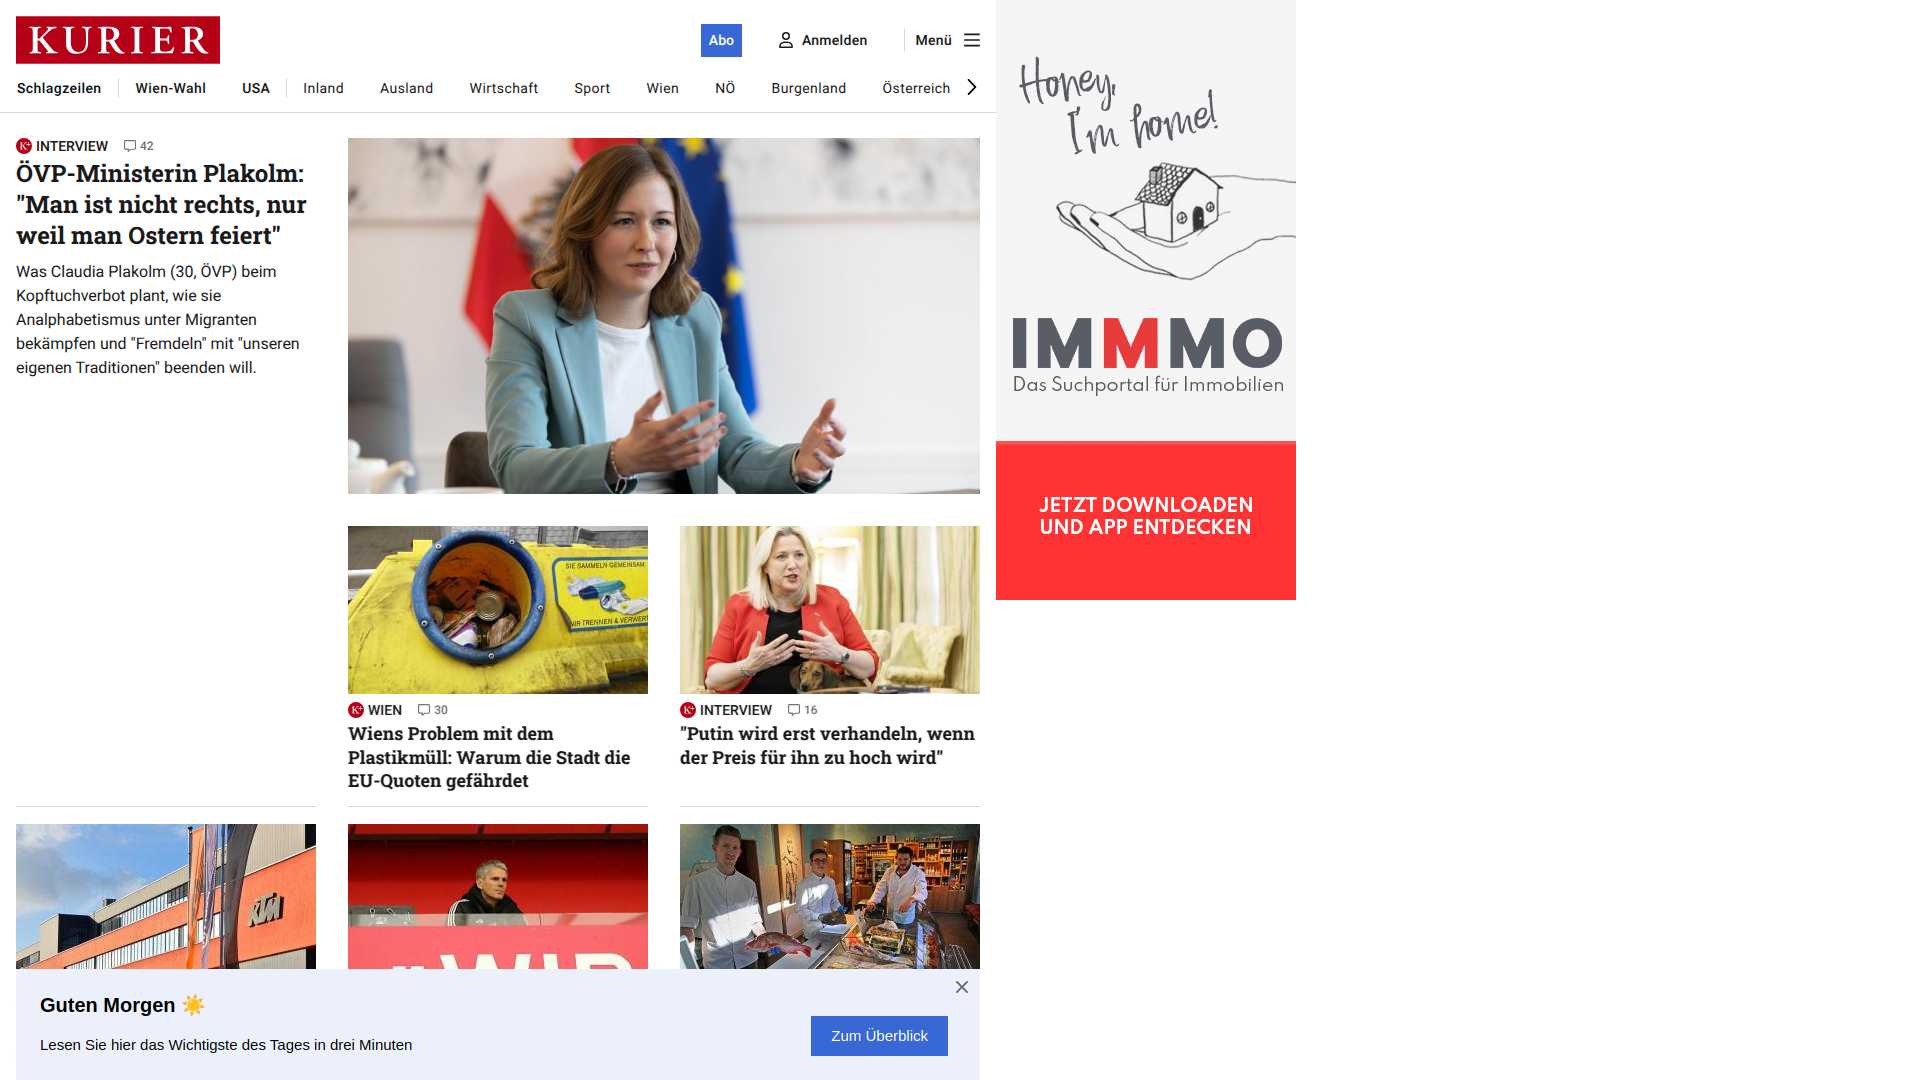 KURIER
Abo
Anmelden
Menü
Schlagzeilen
Wien-Wahl
USA
Inland
Ausland
Wirtschaft
Sport
Wien
NÖ
Burgenland
Österreich
INTERVIEW
42
ÖVP-Ministerin Plakolm:
"Man ist nicht rechts, nur
weil man Ostern feiert"
Was Claudia Plakolm (30, ÖVP) beim
Kopftuchverbot plant, wie sie
Analphabetismus unter Migranten
bekämpfen und "Fremdeln" mit "unseren
eigenen Traditionen" beenden will.
SIE SAMMELN GEMEINSAM
WIR TRENNEN & VERWERT
WIEN
30
Wiens Problem mit dem
Plastikmüll: Warum die Stadt die
EU-Quoten gefährdet
INTERVIEW
16
"Putin wird erst verhandeln, wenn
der Preis für ihn zu hoch wird"
KTM
WIR
Guten Morgen ☀️
Lesen Sie hier das Wichtigste des Tages in drei Minuten
Zum Überblick
Honey,
I'm home!
IMMMO
Das Suchportal für Immobilien
JETZT DOWNLOADEN
UND APP ENTDECKEN